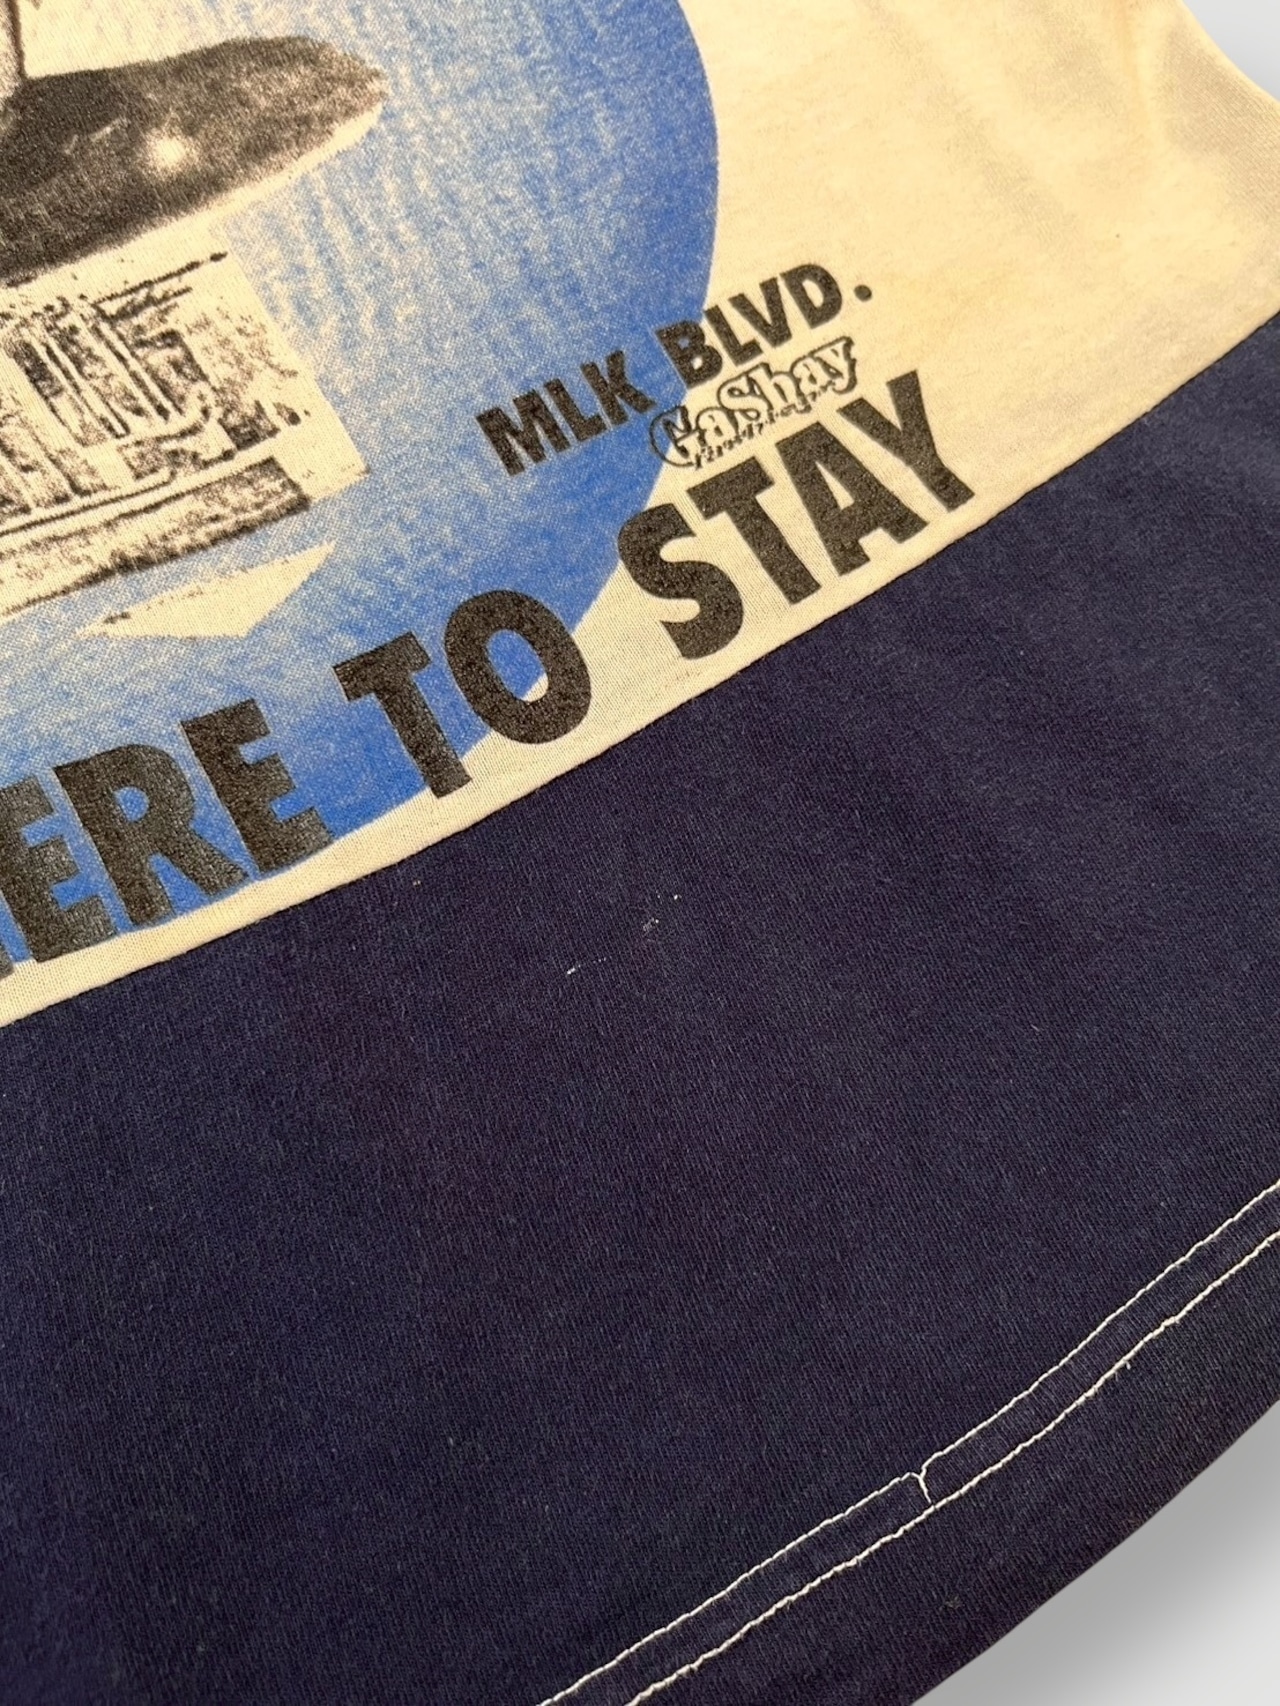 MLK BLVD.
GaShay
ERE TO STAY